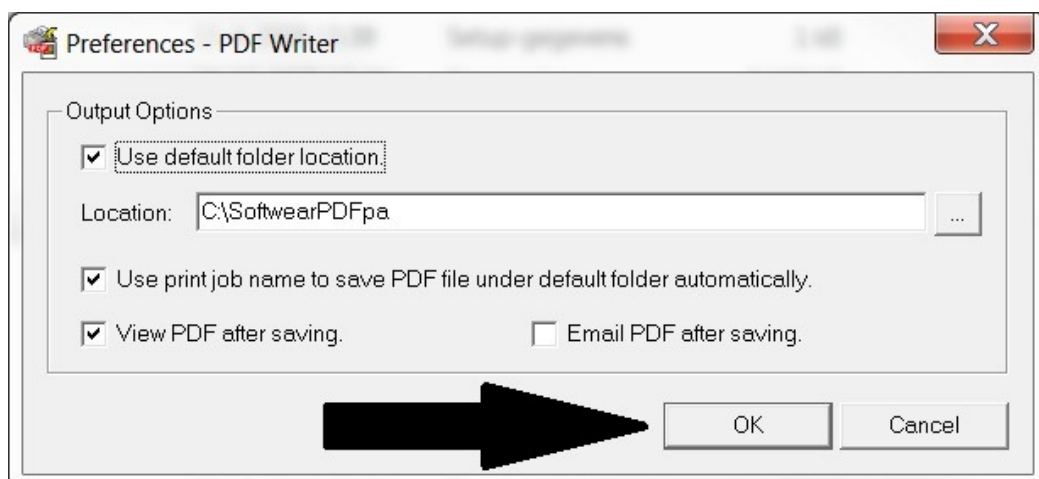 Preferences - PDF Writer
Output Options
Use default folder location.
Location: C:\SoftwearPDFpa ...
Use print job name to save PDF file under default folder automatically.
View PDF after saving. Email PDF after saving.
OK Cancel